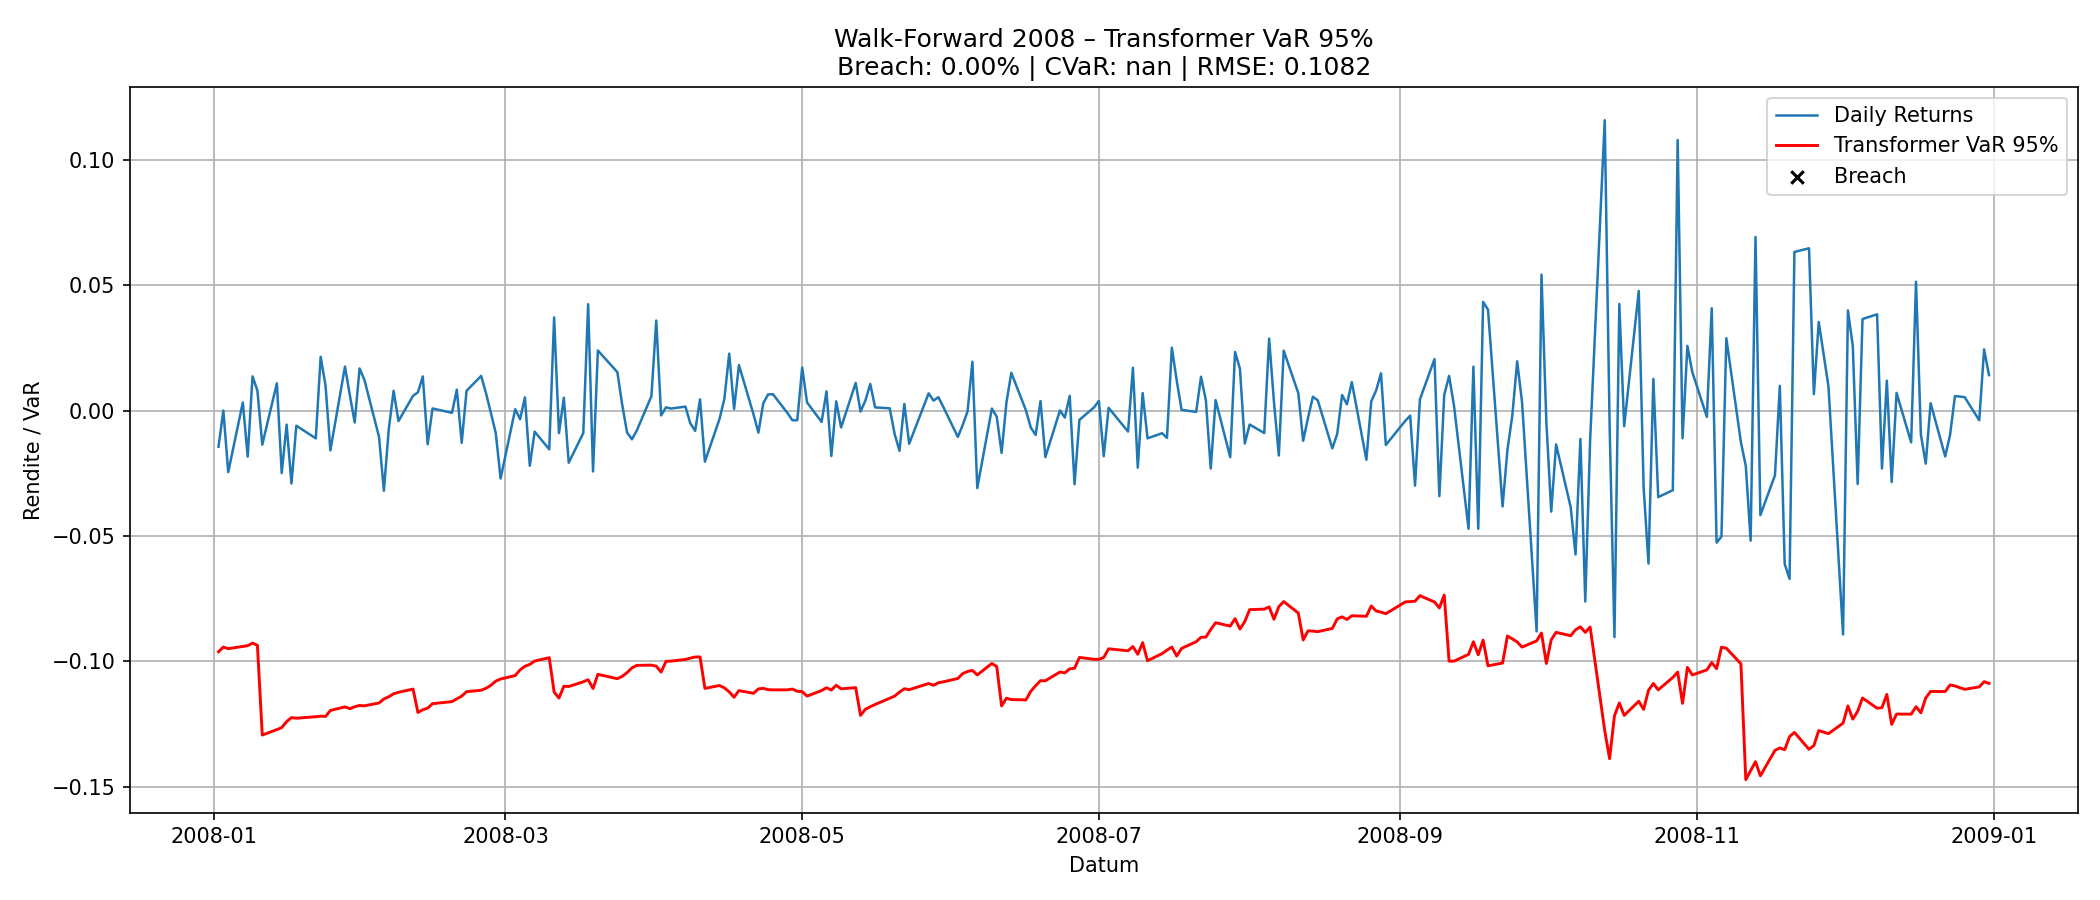 Walk-Forward 2008 – Transformer VaR 95%
Breach: 0.00% | CVaR: nan | RMSE: 0.1082
Daily Returns
Transformer VaR 95%
Breach
Rendite / VaR
0.10
0.05
0.00
−0.05
−0.10
−0.15
2008-01
2008-03
2008-05
2008-07
2008-09
2008-11
2009-01
Datum